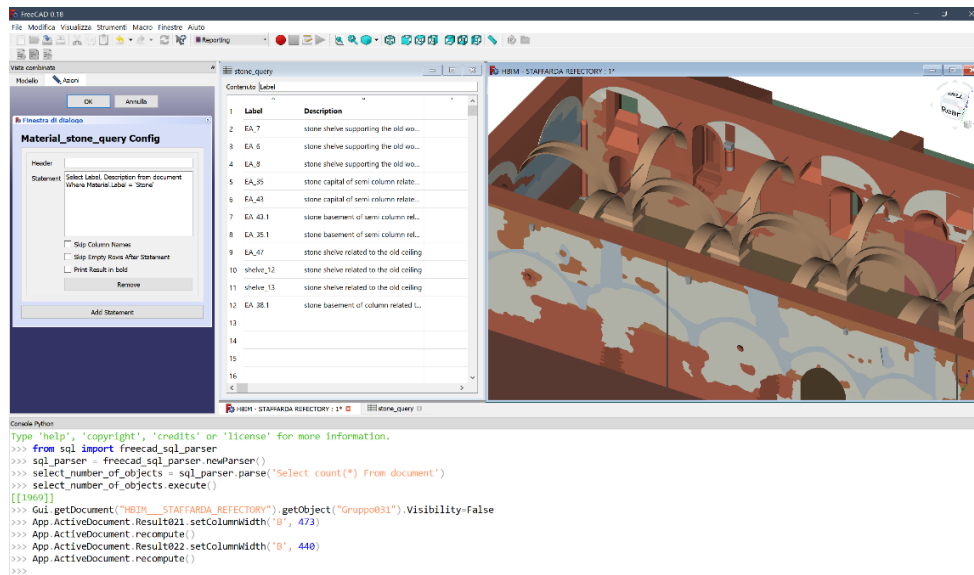 FreeCAD 0.18
File Modifica Visualizza Strumenti Macro Finestre Aiuto
Reporting
Vista combinata
Modello Azioni
OK Annulla
Finestra di dialogo
Material_stone_query Config
Header
Statement Select Label, Description from document
Where Material.Label = 'Stone'
Skip Column Names
Skip Empty Rows After Statement
Print Result in bold
Remove
Add Statement
stone_query
Contenuto Label
1 Label Description
2 EA_7 stone shelve supporting the old wo...
3 EA_6 stone shelve supporting the old wo...
4 EA_8 stone shelve supporting the old wo...
5 EA_35 stone capital of semi column relate...
6 EA_43 stone capital of semi column relate...
7 EA_43.1 stone basement of semi column rel...
8 EA_35.1 stone basement of semi column rel...
9 EA_47 stone shelve related to the old ceiling
10 shelve_12 stone shelve related to the old ceiling
11 shelve_13 stone shelve related to the old ceiling
12 EA_38.1 stone basement of column related t...
13
14
15
16
HBIM - STAFFARDA REFECTORY : 1*
Rear
HBIM - STAFFARDA REFECTORY : 1* stone_query
Console Python
Type 'help', 'copyright', 'credits' or 'license' for more information.
>>> from sql import freecad_sql_parser
>>> sql_parser = freecad_sql_parser.newParser()
>>> select_number_of_objects = sql_parser.parse('Select count(*) From document')
>>> select_number_of_objects.execute()
[[1969]]
>>> Gui.getDocument("HBIM___STAFFARDA_REFECTORY").getObject("Gruppo031").Visibility=False
>>> App.ActiveDocument.Result021.setColumnWidth('B', 473)
>>> App.ActiveDocument.recompute()
>>> App.ActiveDocument.Result022.setColumnWidth('B', 440)
>>> App.ActiveDocument.recompute()
>>>